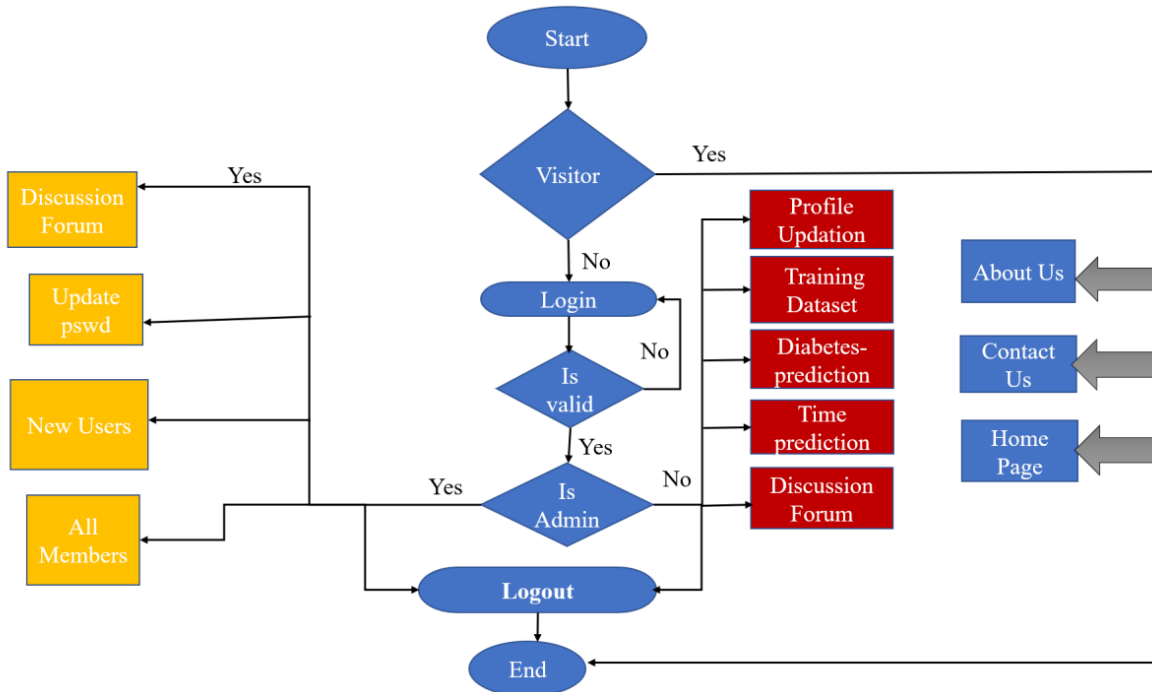 Start
Visitor
Yes
Yes
Discussion
Forum
Profile
Updation
No
About Us
Update
pswd
Login
Training
Dataset
No
Diabetes-
prediction
Contact
Us
Is
valid
New Users
Time
prediction
Home
Page
Yes
Yes
Is
Admin
No
Discussion
Forum
All
Members
Logout
End